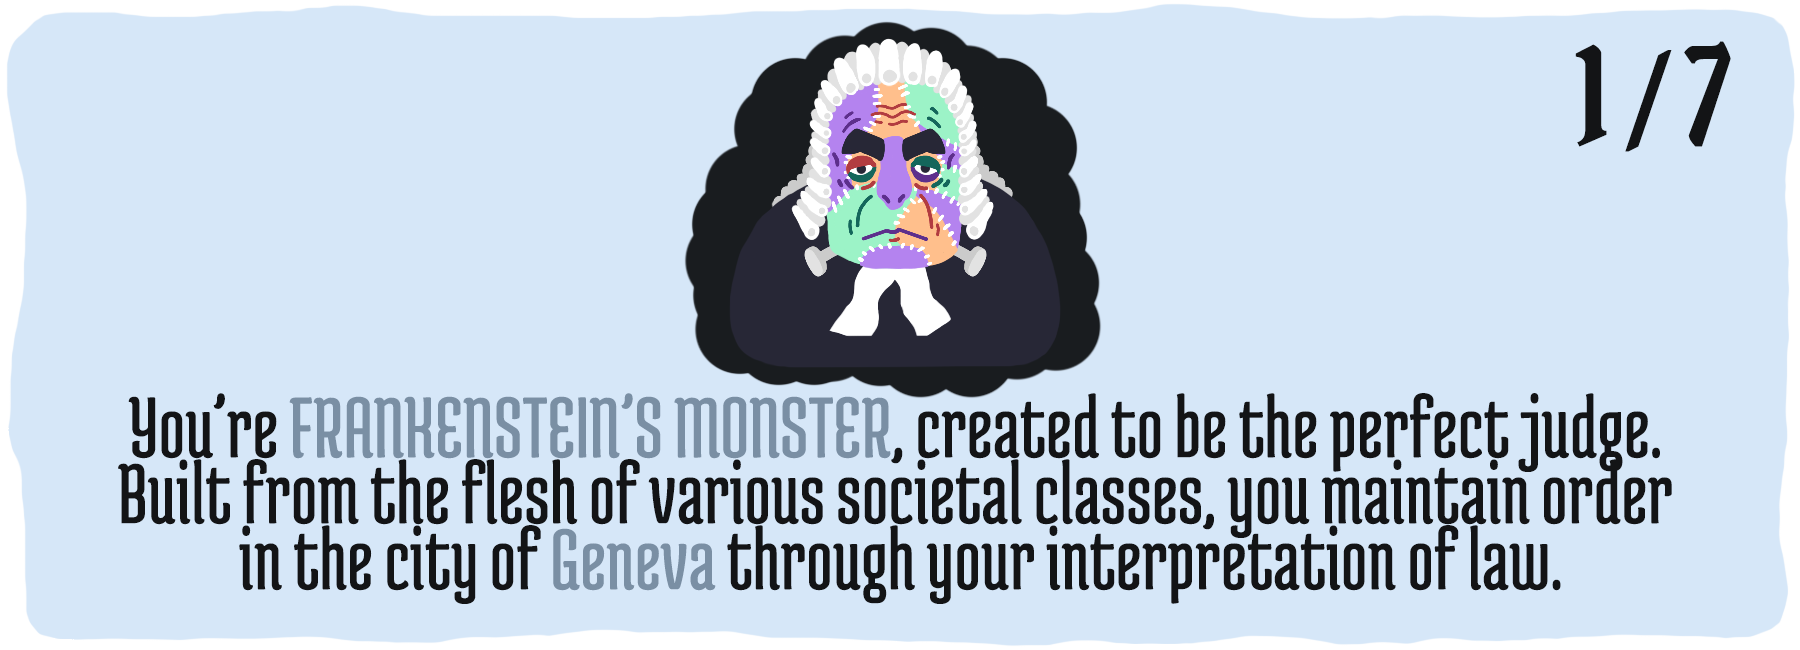 1/7
You're FRANKENSTEIN'S MONSTER, created to be the perfect judge.
Built from the flesh of various societal classes, you maintain order
in the city of Geneva through your interpretation of law.